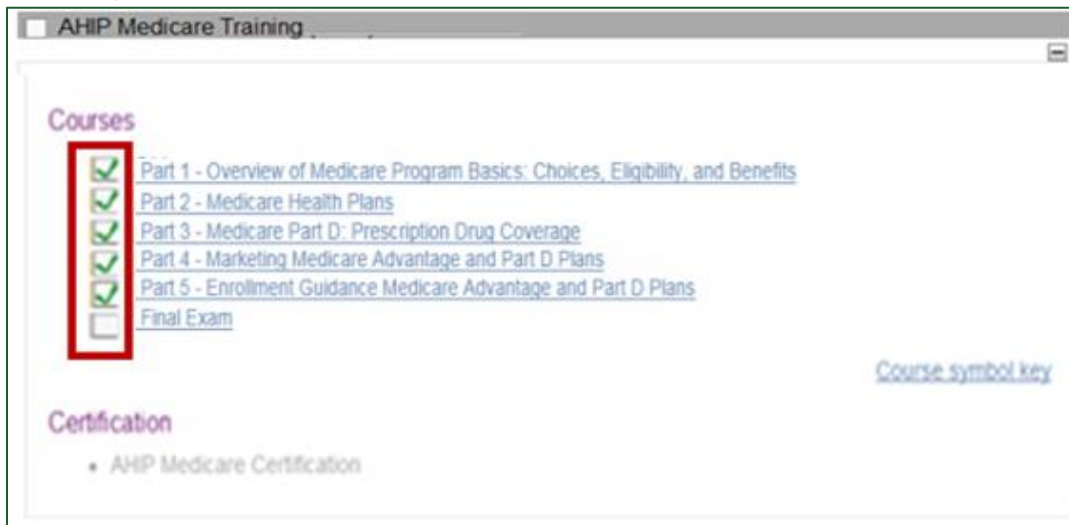 AHIP Medicare Training
Courses
Part 1 - Overview of Medicare Program Basics: Choices, Eligibility, and Benefits
Part 2 - Medicare Health Plans
Part 3 - Medicare Part D: Prescription Drug Coverage
Part 4 - Marketing Medicare Advantage and Part D Plans
Part 5 - Enrollment Guidance Medicare Advantage and Part D Plans
Final Exam
Course symbol key
Certification
• AHIP Medicare Certification